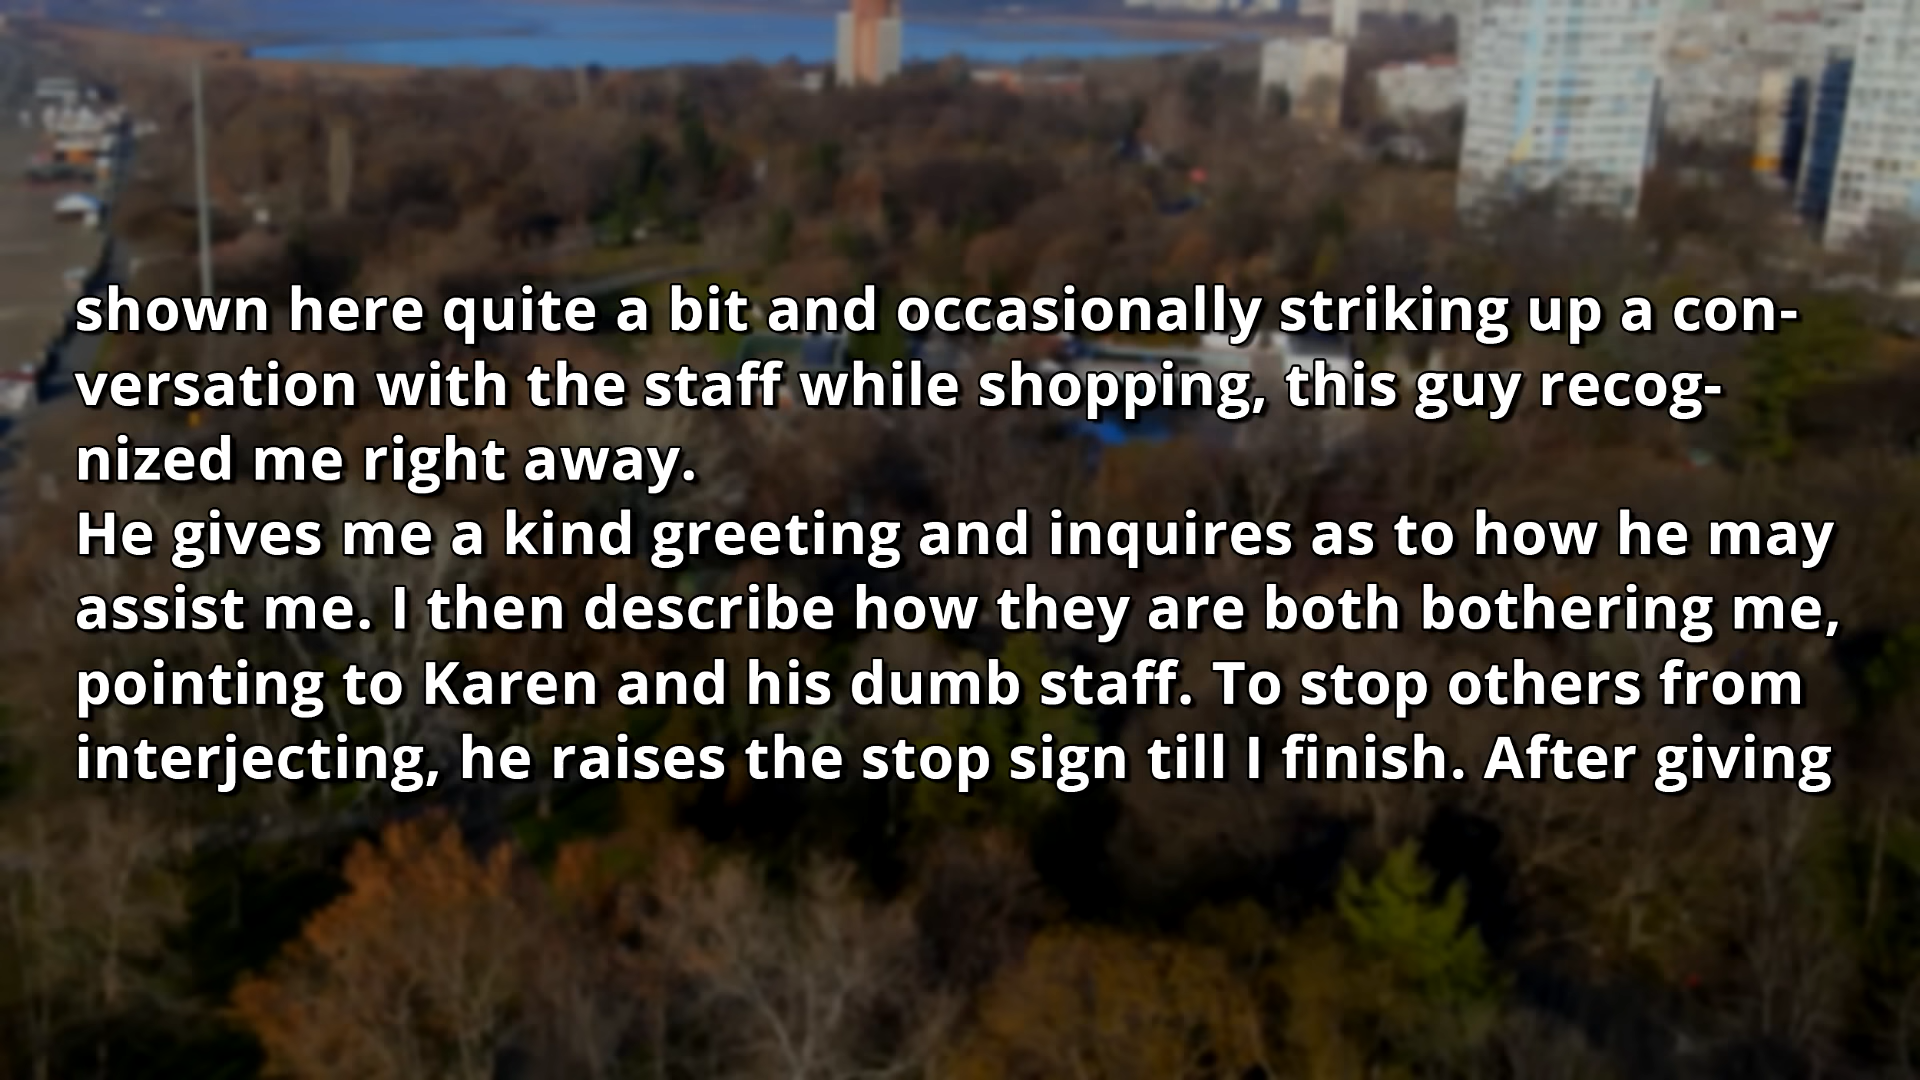 shown here quite a bit and occasionally striking up a con-
versation with the staff while shopping, this guy recog-
nized me right away.
He gives me a kind greeting and inquires as to how he may
assist me. I then describe how they are both bothering me,
pointing to Karen and his dumb staff. To stop others from
interjecting, he raises the stop sign till I finish. After giving